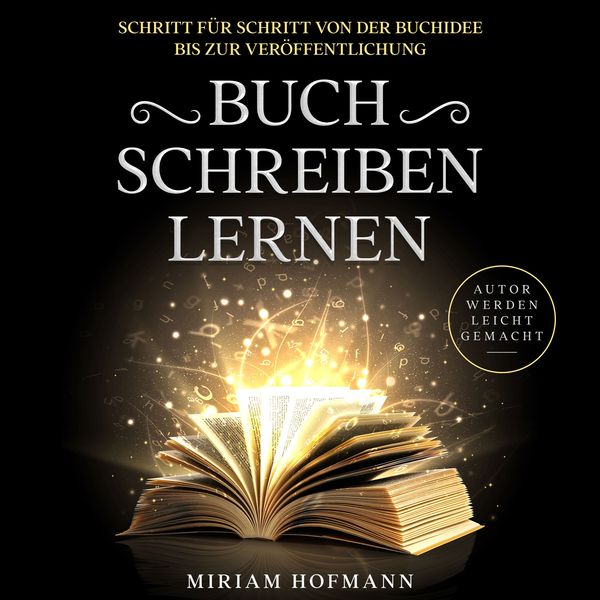 SCHRITT FÜR SCHRITT VON DER BUCHIDEE
BIS ZUR VERÖFFENTLICHUNG
BUCH
SCHREIBEN
LERNEN
AUTOR
WERDEN
LEICHT
GEMACHT
MIRIAM HOFMANN